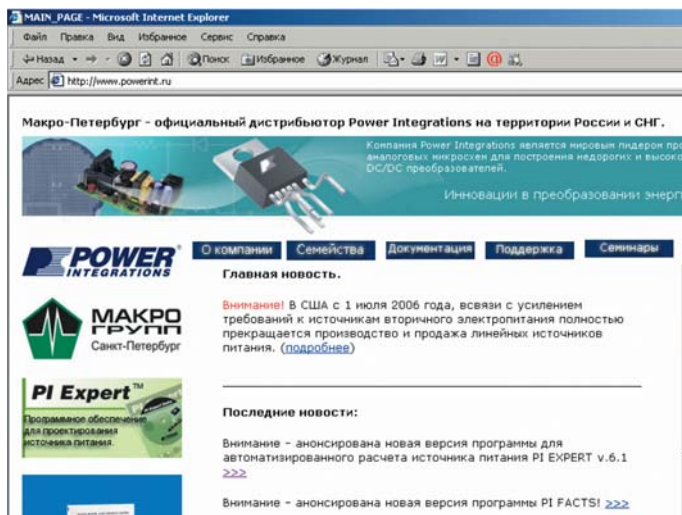 MAIN_PAGE - Microsoft Internet Explorer
Файл Правка Вид Избранное Сервис Справка
Назад Поиск Избранное Журнал
Адрес http://www.powerint.ru
Макро-Петербург - официальный дистрибьютор Power Integrations на территории России и СНГ.
Компания Power Integrations является мировым лидером про
аналоговых микросхем для построения недорогих и высоко
DC/DC преобразователей.
Инновации в преобразовании энерг
POWER
INTEGRATIONS
О компании Семейства Документация Поддержка Семинары
Главная новость.
Внимание! В США с 1 июля 2006 года, всвязи с усилением
требований к источникам вторичного электропитания полностью
прекращается производство и продажа линейных источников
питания. (подробнее)
МАКРО
ГРУПП
Санкт-Петербург
PI Expert™
Программное обеспечение
для проектирования
источника питания.
Последние новости:
Внимание - анонсирована новая версия программы для
автоматизированного расчета источника питания PI EXPERT v.6.1
>>>
Внимание - анонсирована новая версия программы PI FACTS! >>>